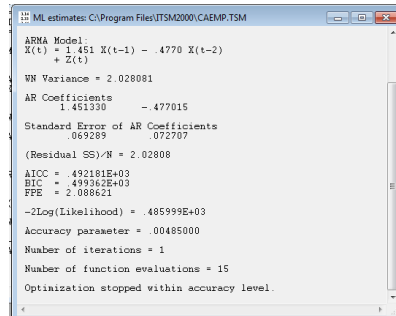 ML estimates: C:\Program Files\ITSM2000\CAEMP.TSM
ARMA Model:
X(t) = 1.451 X(t-1) - .4770 X(t-2)
+ Z(t)
WN Variance = 2.028081
AR Coefficients
1.451330 -.477015
Standard Error of AR Coefficients
.069289 .072707
(Residual SS)/N = 2.02808
AICC = .492181E+03
BIC = .499362E+03
FPE = 2.088621
-2Log(Likelihood) = .485999E+03
Accuracy parameter = .00485000
Number of iterations = 1
Number of function evaluations = 15
Optimization stopped within accuracy level.